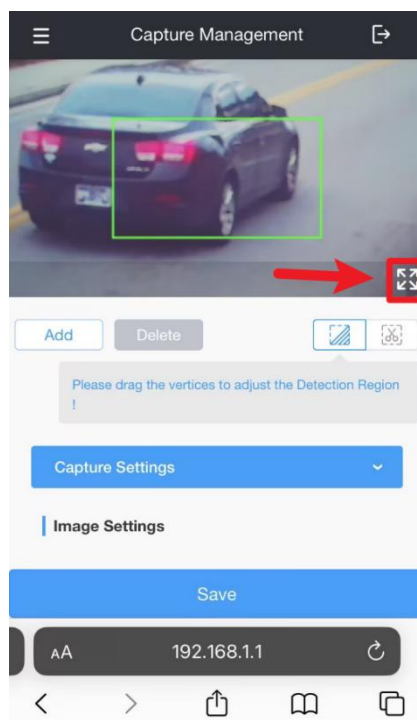 Capture Management
Add
Delete
Please drag the vertices to adjust the Detection Region
!
Capture Settings
Image Settings
Save
AA
192.168.1.1